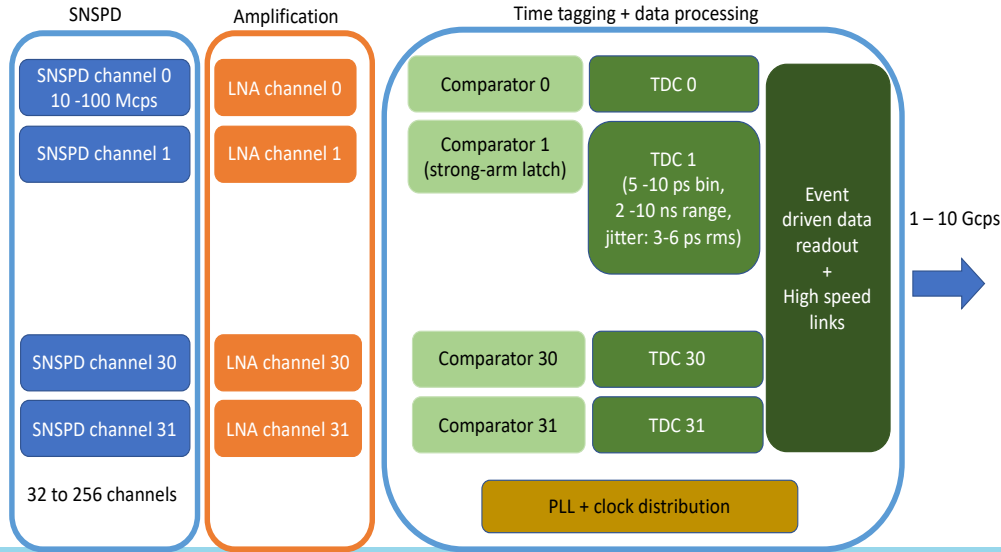 SNSPD
Amplification
Time tagging + data processing
SNSPD channel 0
10 -100 Mcps
LNA channel 0
Comparator 0
TDC 0
SNSPD channel 1
LNA channel 1
Comparator 1
(strong-arm latch)
TDC 1
(5 -10 ps bin,
2 -10 ns range,
jitter: 3-6 ps rms)
Event
driven data
readout
+
High speed
links
1 – 10 Gcps
SNSPD channel 30
LNA channel 30
Comparator 30
TDC 30
SNSPD channel 31
LNA channel 31
Comparator 31
TDC 31
32 to 256 channels
PLL + clock distribution